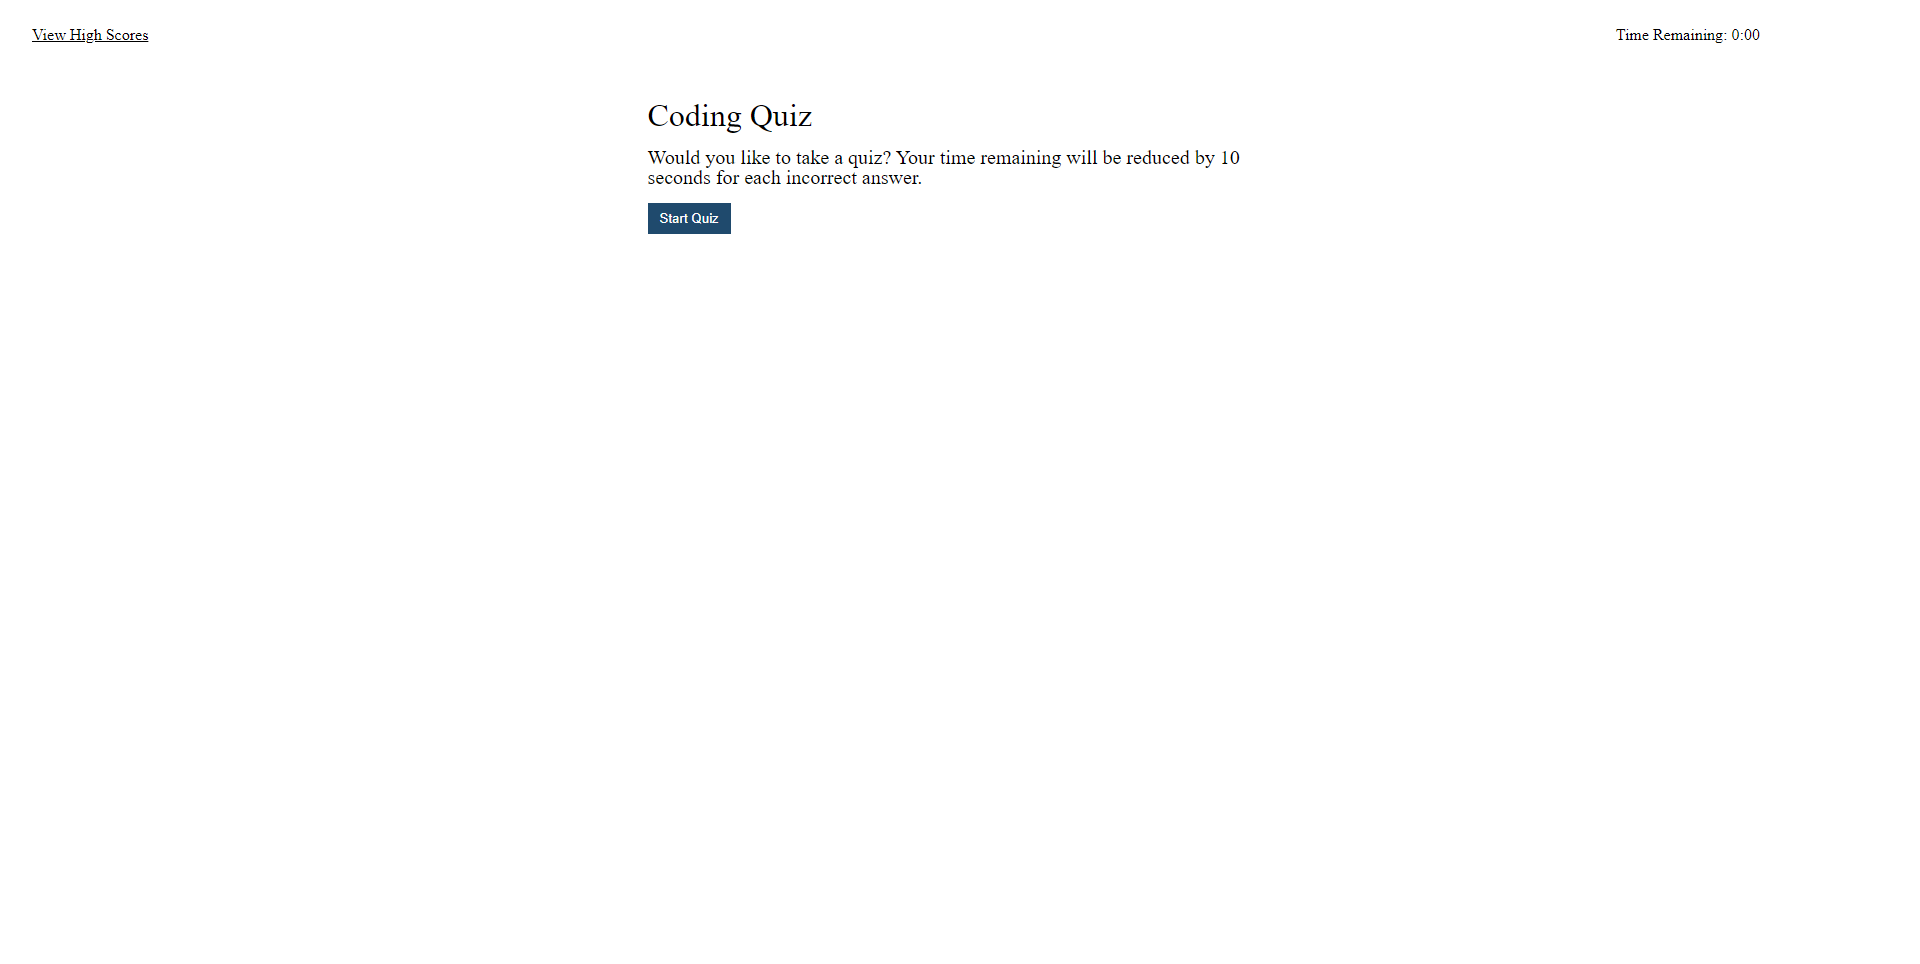 View High Scores
Time Remaining: 0:00
Coding Quiz
Would you like to take a quiz? Your time remaining will be reduced by 10
seconds for each incorrect answer.
Start Quiz